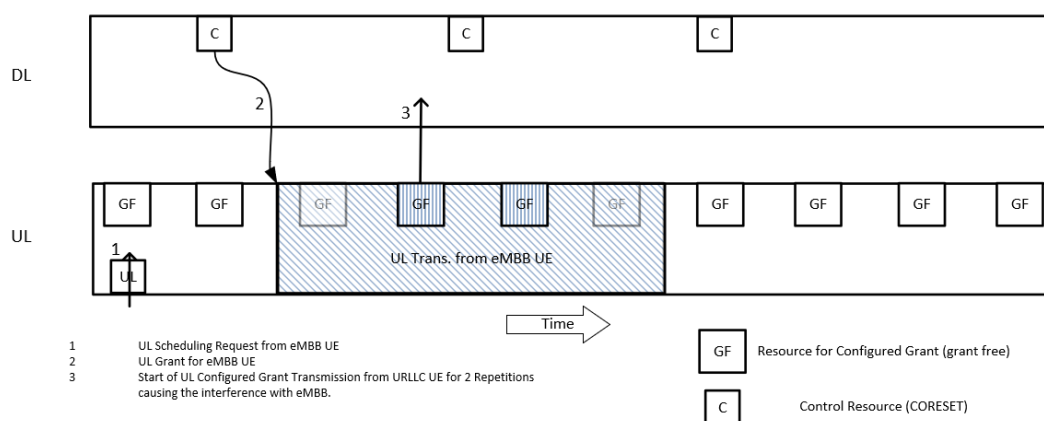 C C C
DL
2 3
GF GF GF GF GF GF GF GF GF GF
UL
1
UL Trans. from eMBB UE
UL
Time
1 UL Scheduling Request from eMBB UE
2 UL Grant for eMBB UE
3 Start of UL Configured Grant Transmission from URLLC UE for 2 Repetitions
causing the interference with eMBB.
GF Resource for Configured Grant (grant free)
C Control Resource (CORESET)